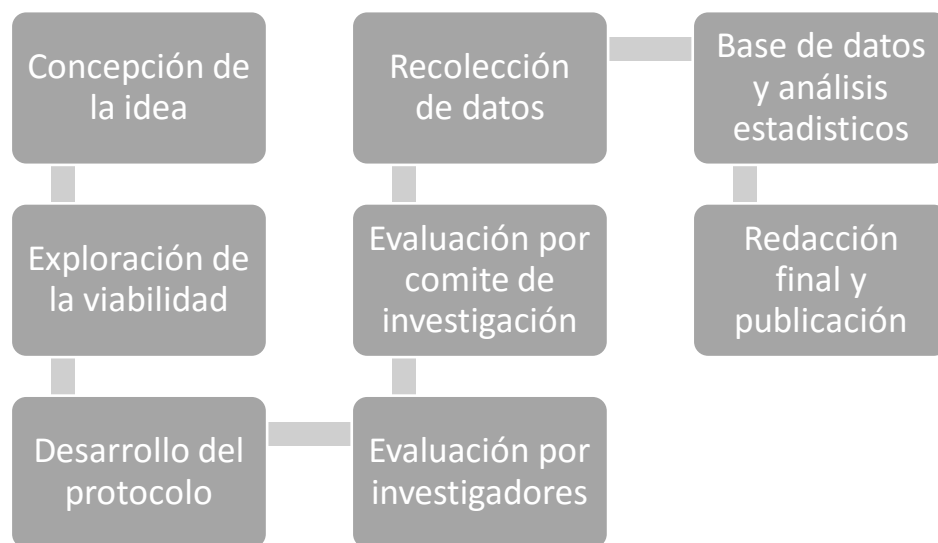 Concepción de
la idea
Exploración de
la viabilidad
Desarrollo del
protocolo
Evaluación por
investigadores
Evaluación por
comite de
investigación
Recolección
de datos
Base de datos
y análisis
estadisticos
Redacción
final y
publicación